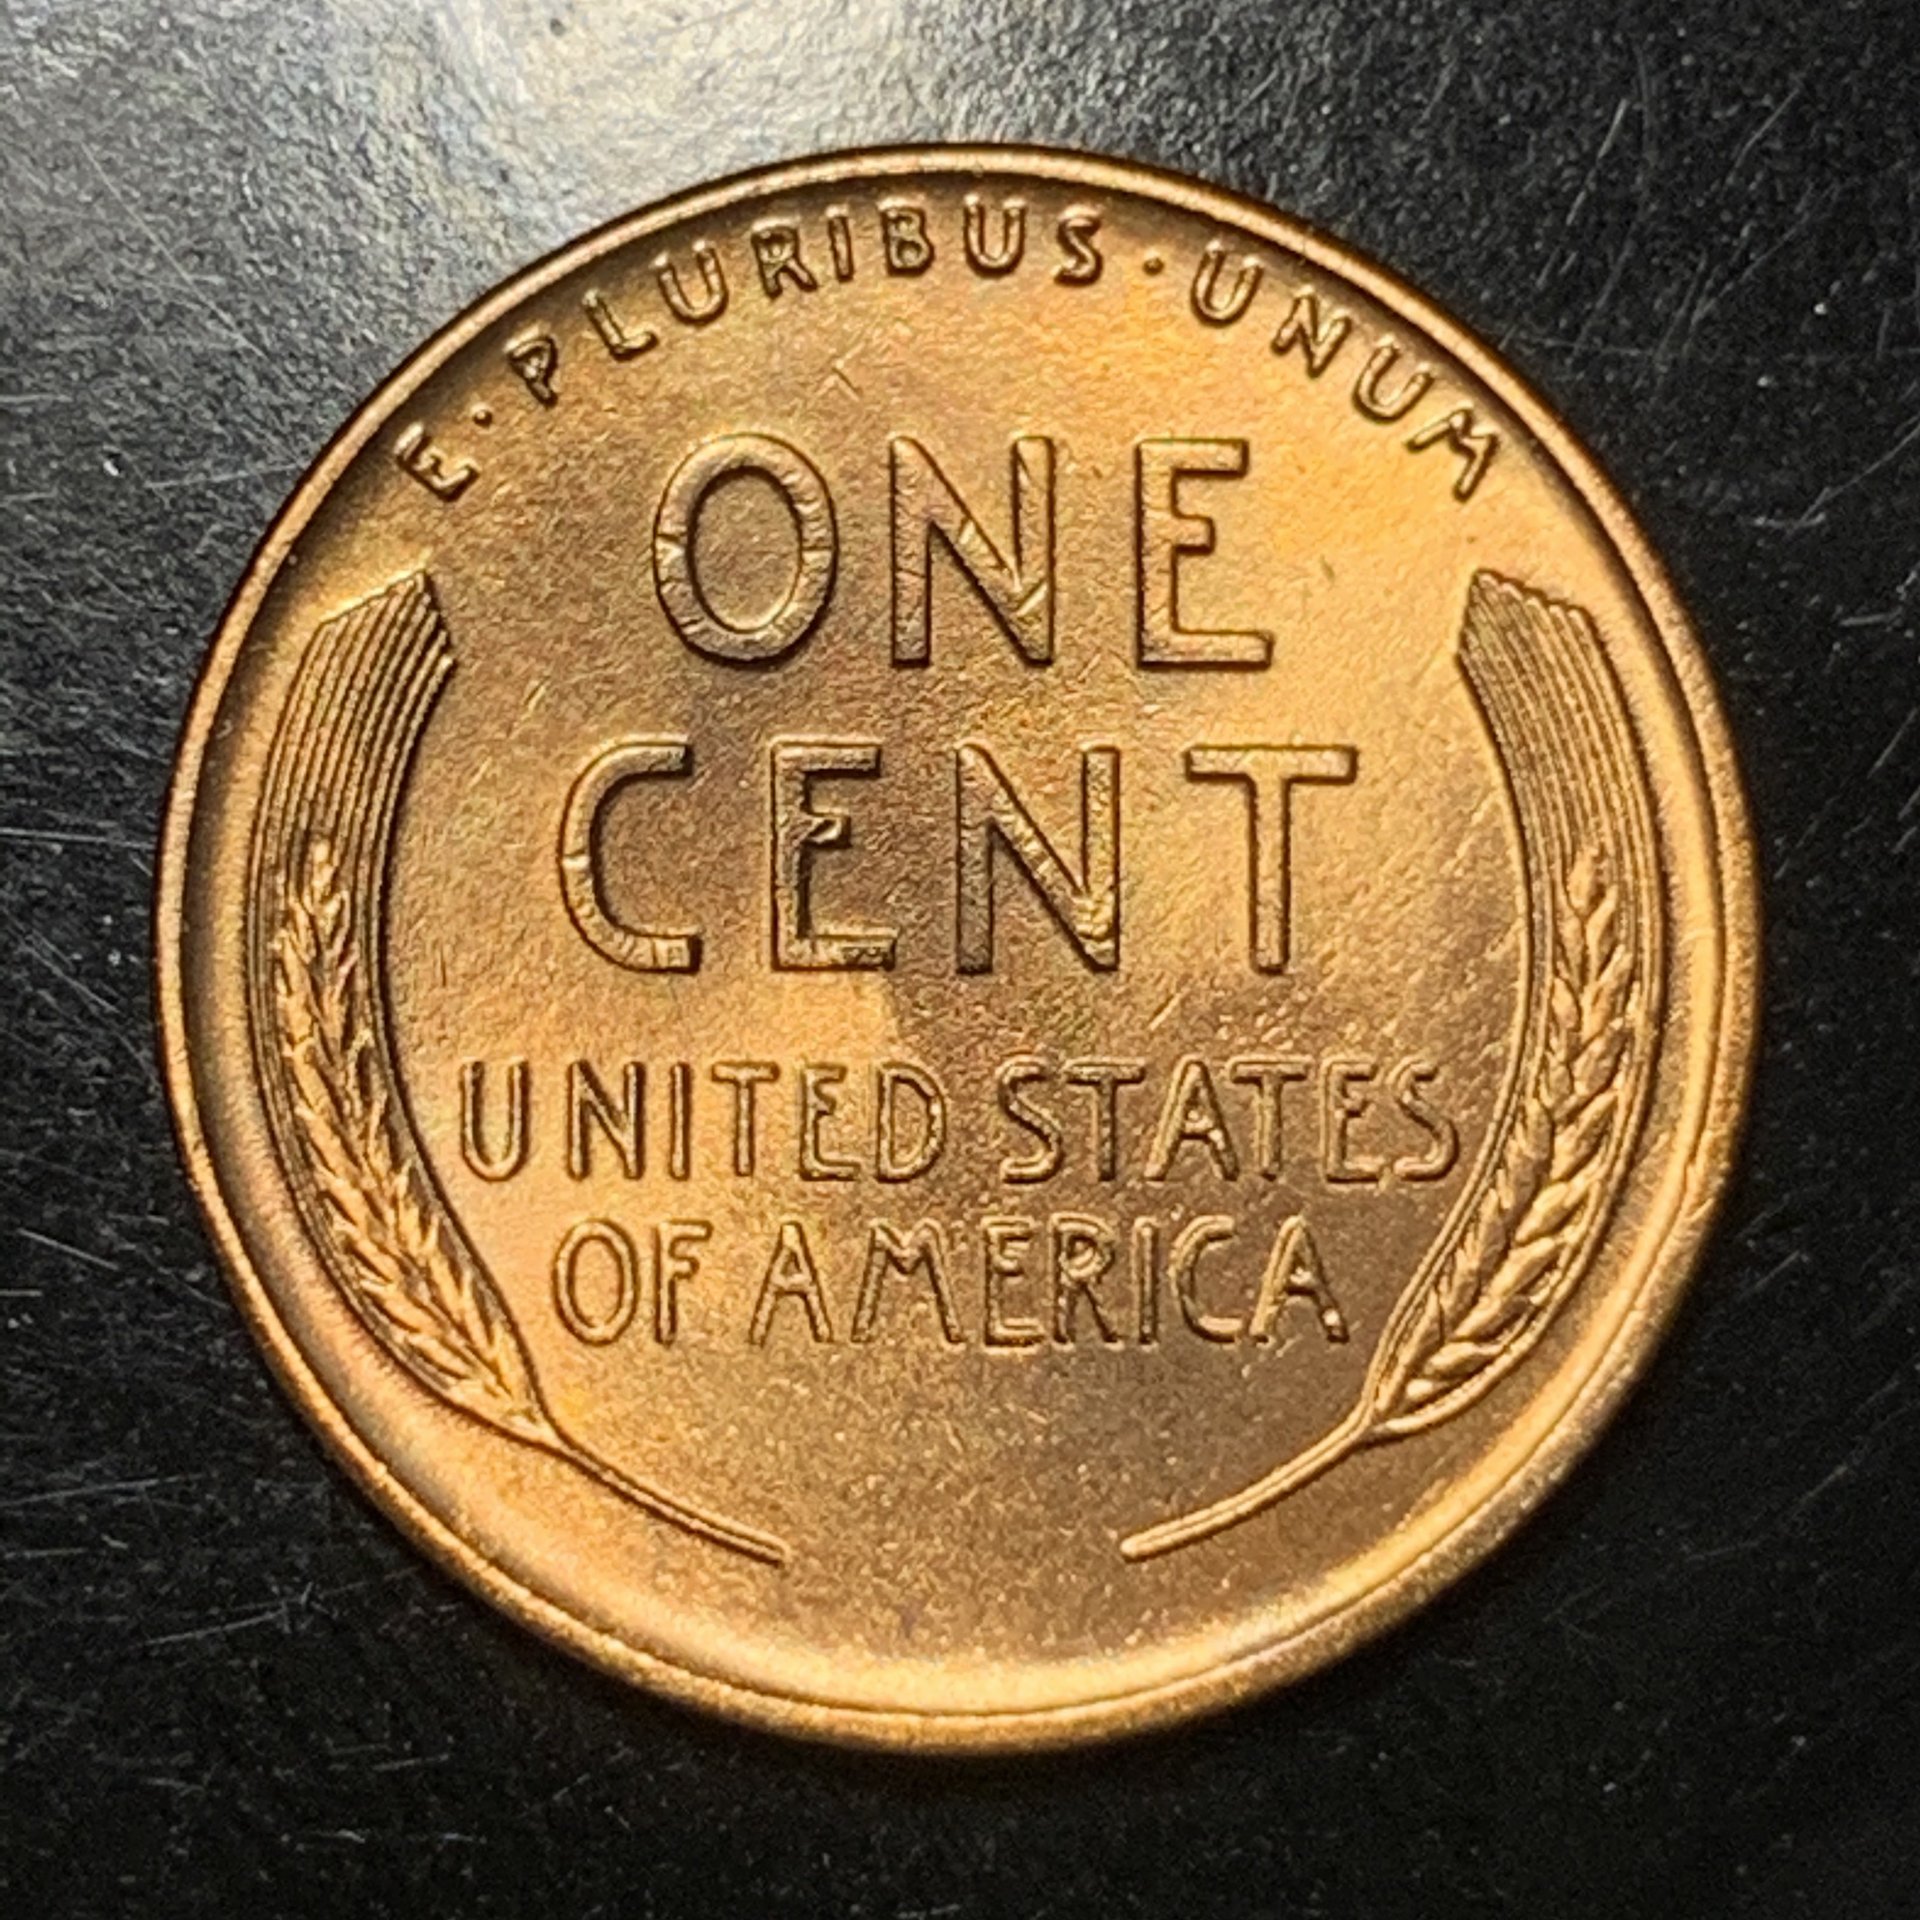 E · PLURIBUS · UNUM
ONE
CENT
UNITED STATES
OF AMERICA